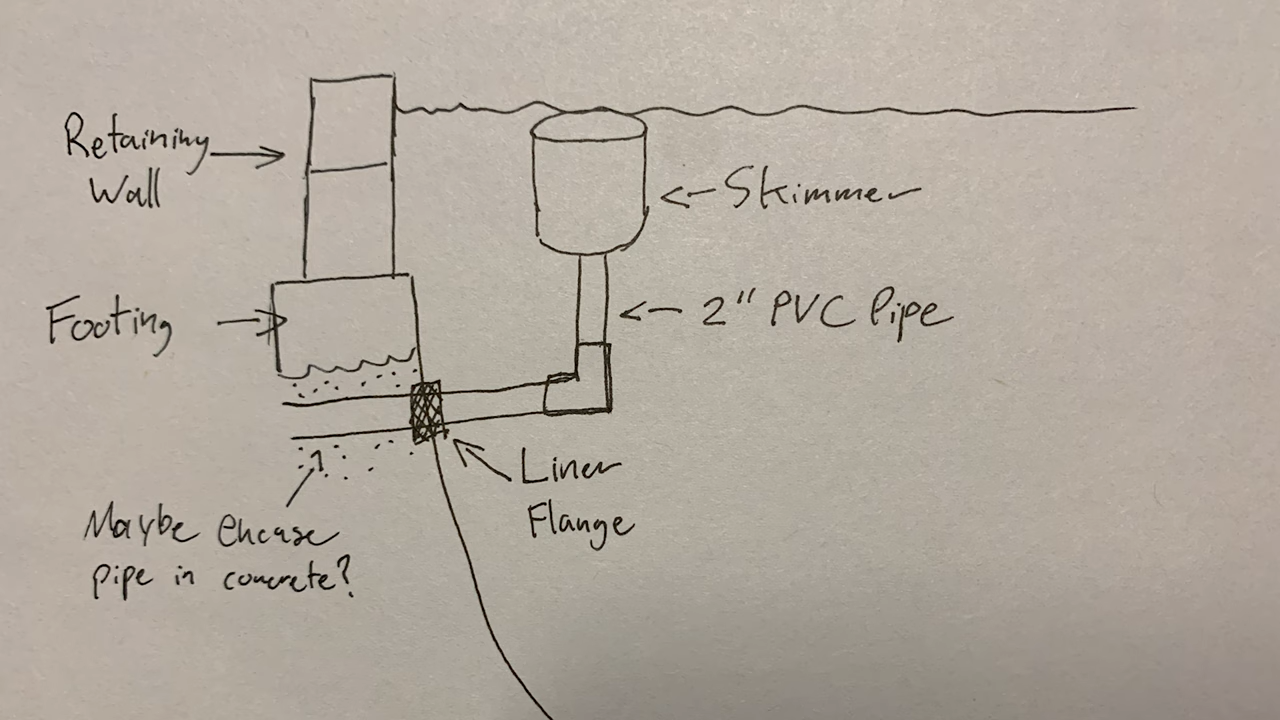 Retaining
Wall
Skimmer
Footing
2" PVC Pipe
Liner
Flange
Maybe encase
pipe in concrete?